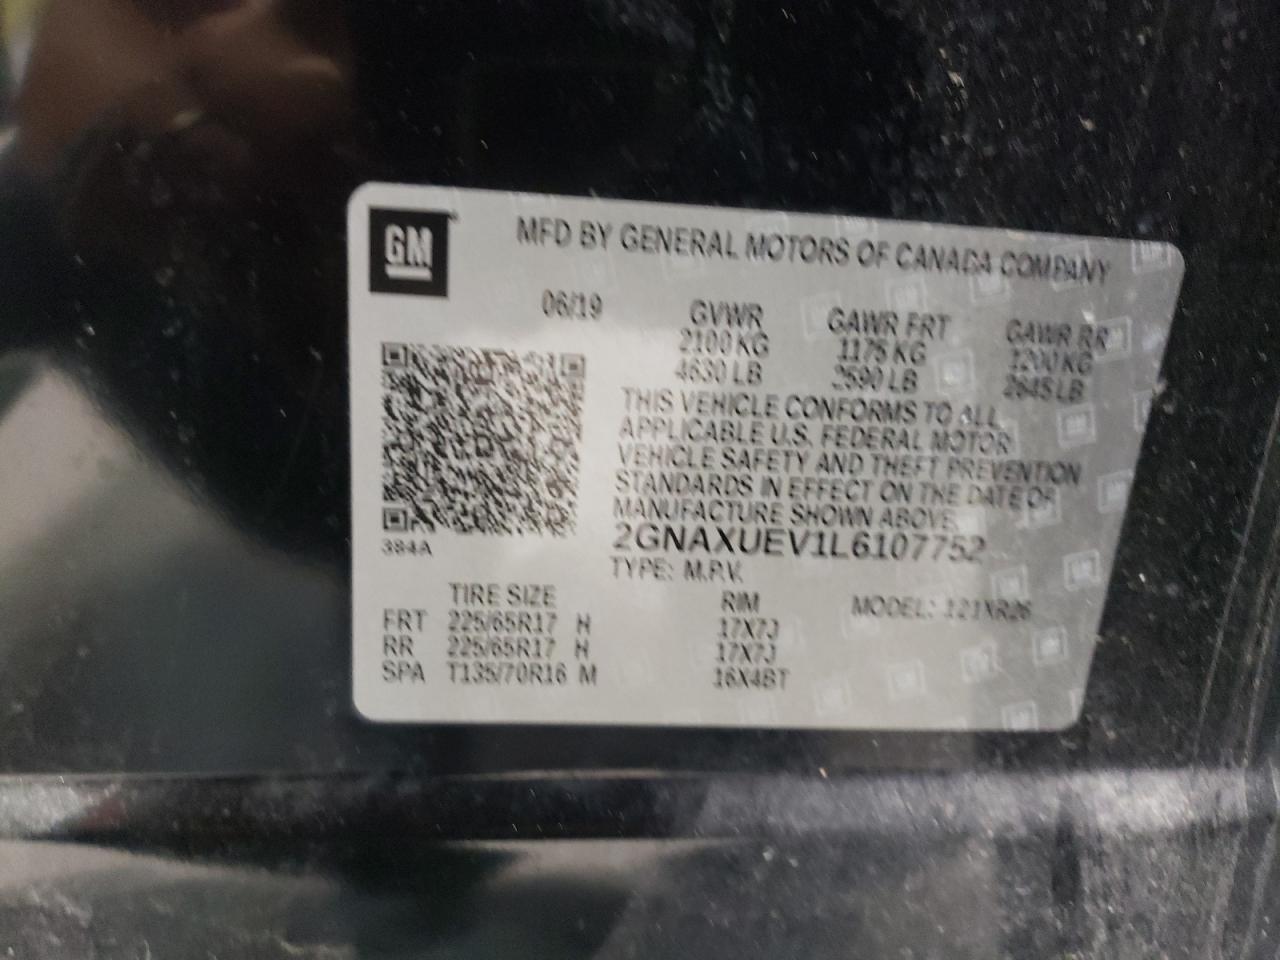 GM
MFD BY GENERAL MOTORS OF CANADA COMPANY
06/19 GVWR GAWR FRT GAWR RR
2100 KG 1175 KG 1200 KG
4630 LB 2590 LB 2645 LB
THIS VEHICLE CONFORMS TO ALL
APPLICABLE U.S. FEDERAL MOTOR
VEHICLE SAFETY AND THEFT PREVENTION
STANDARDS IN EFFECT ON THE DATE OF
MANUFACTURE SHOWN ABOVE.
2GNAXUEV1L6107752
384A
TYPE: M.P.V.
TIRE SIZE RIM MODEL: 121XR26
FRT 225/65R17 H 17X7J
RR 225/65R17 H 17X7J
SPA T135/70R16 M 16X4BT